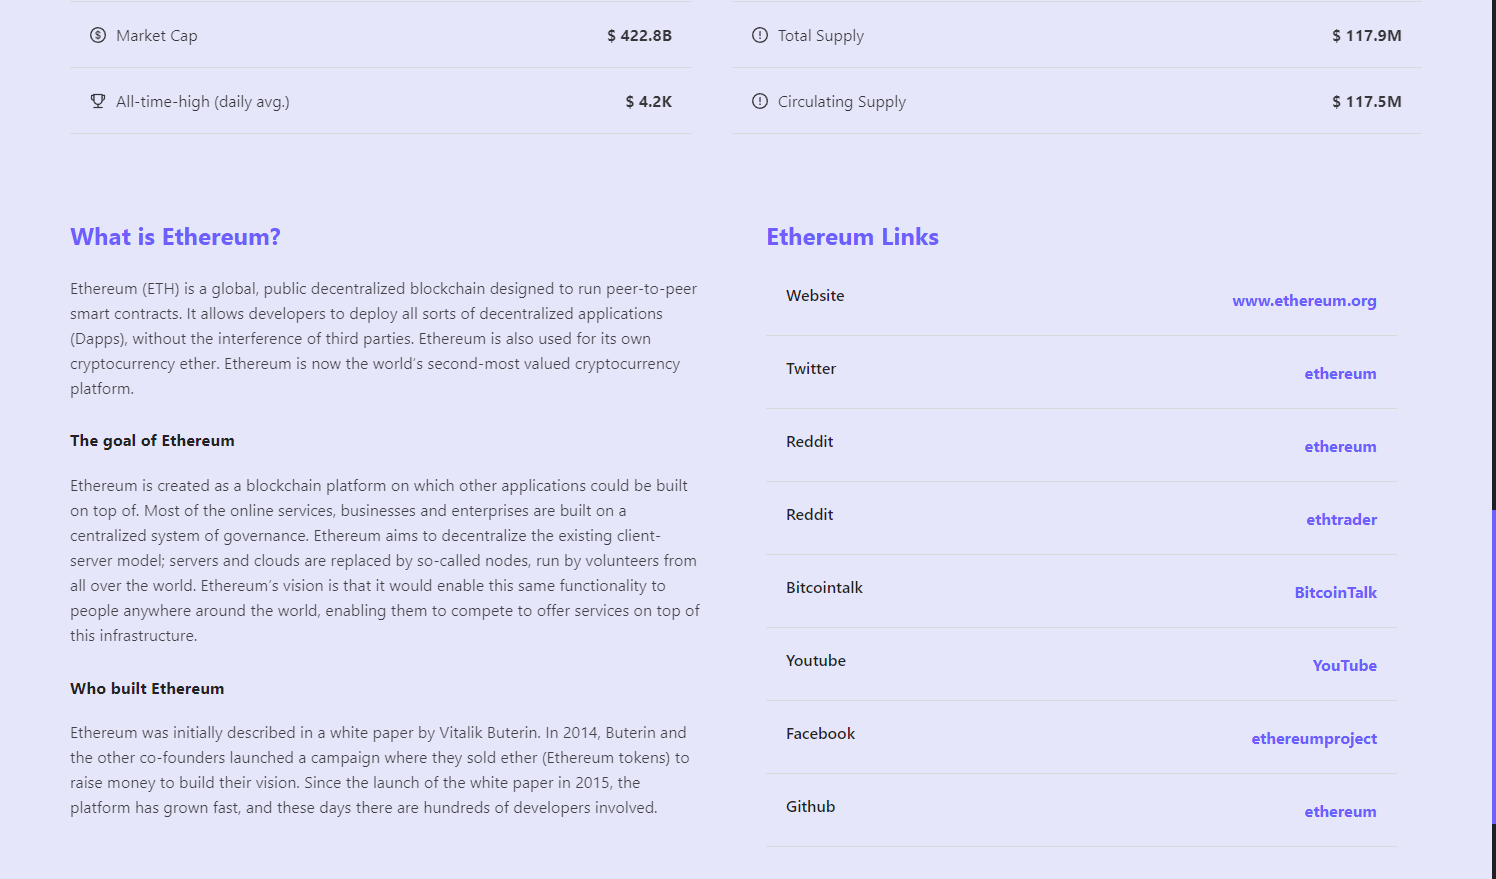 Market Cap $ 422.8B
All-time-high (daily avg.) $ 4.2K
Total Supply $ 117.9M
Circulating Supply $ 117.5M
What is Ethereum?
Ethereum (ETH) is a global, public decentralized blockchain designed to run peer-to-peer
smart contracts. It allows developers to deploy all sorts of decentralized applications
(Dapps), without the interference of third parties. Ethereum is also used for its own
cryptocurrency ether. Ethereum is now the world's second-most valued cryptocurrency
platform.
The goal of Ethereum
Ethereum is created as a blockchain platform on which other applications could be built
on top of. Most of the online services, businesses and enterprises are built on a
centralized system of governance. Ethereum aims to decentralize the existing client-
server model; servers and clouds are replaced by so-called nodes, run by volunteers from
all over the world. Ethereum's vision is that it would enable this same functionality to
people anywhere around the world, enabling them to compete to offer services on top of
this infrastructure.
Who built Ethereum
Ethereum was initially described in a white paper by Vitalik Buterin. In 2014, Buterin and
the other co-founders launched a campaign where they sold ether (Ethereum tokens) to
raise money to build their vision. Since the launch of the white paper in 2015, the
platform has grown fast, and these days there are hundreds of developers involved.
Ethereum Links
Website www.ethereum.org
Twitter ethereum
Reddit ethereum
Reddit ethtrader
Bitcointalk BitcoinTalk
Youtube YouTube
Facebook ethereumproject
Github ethereum